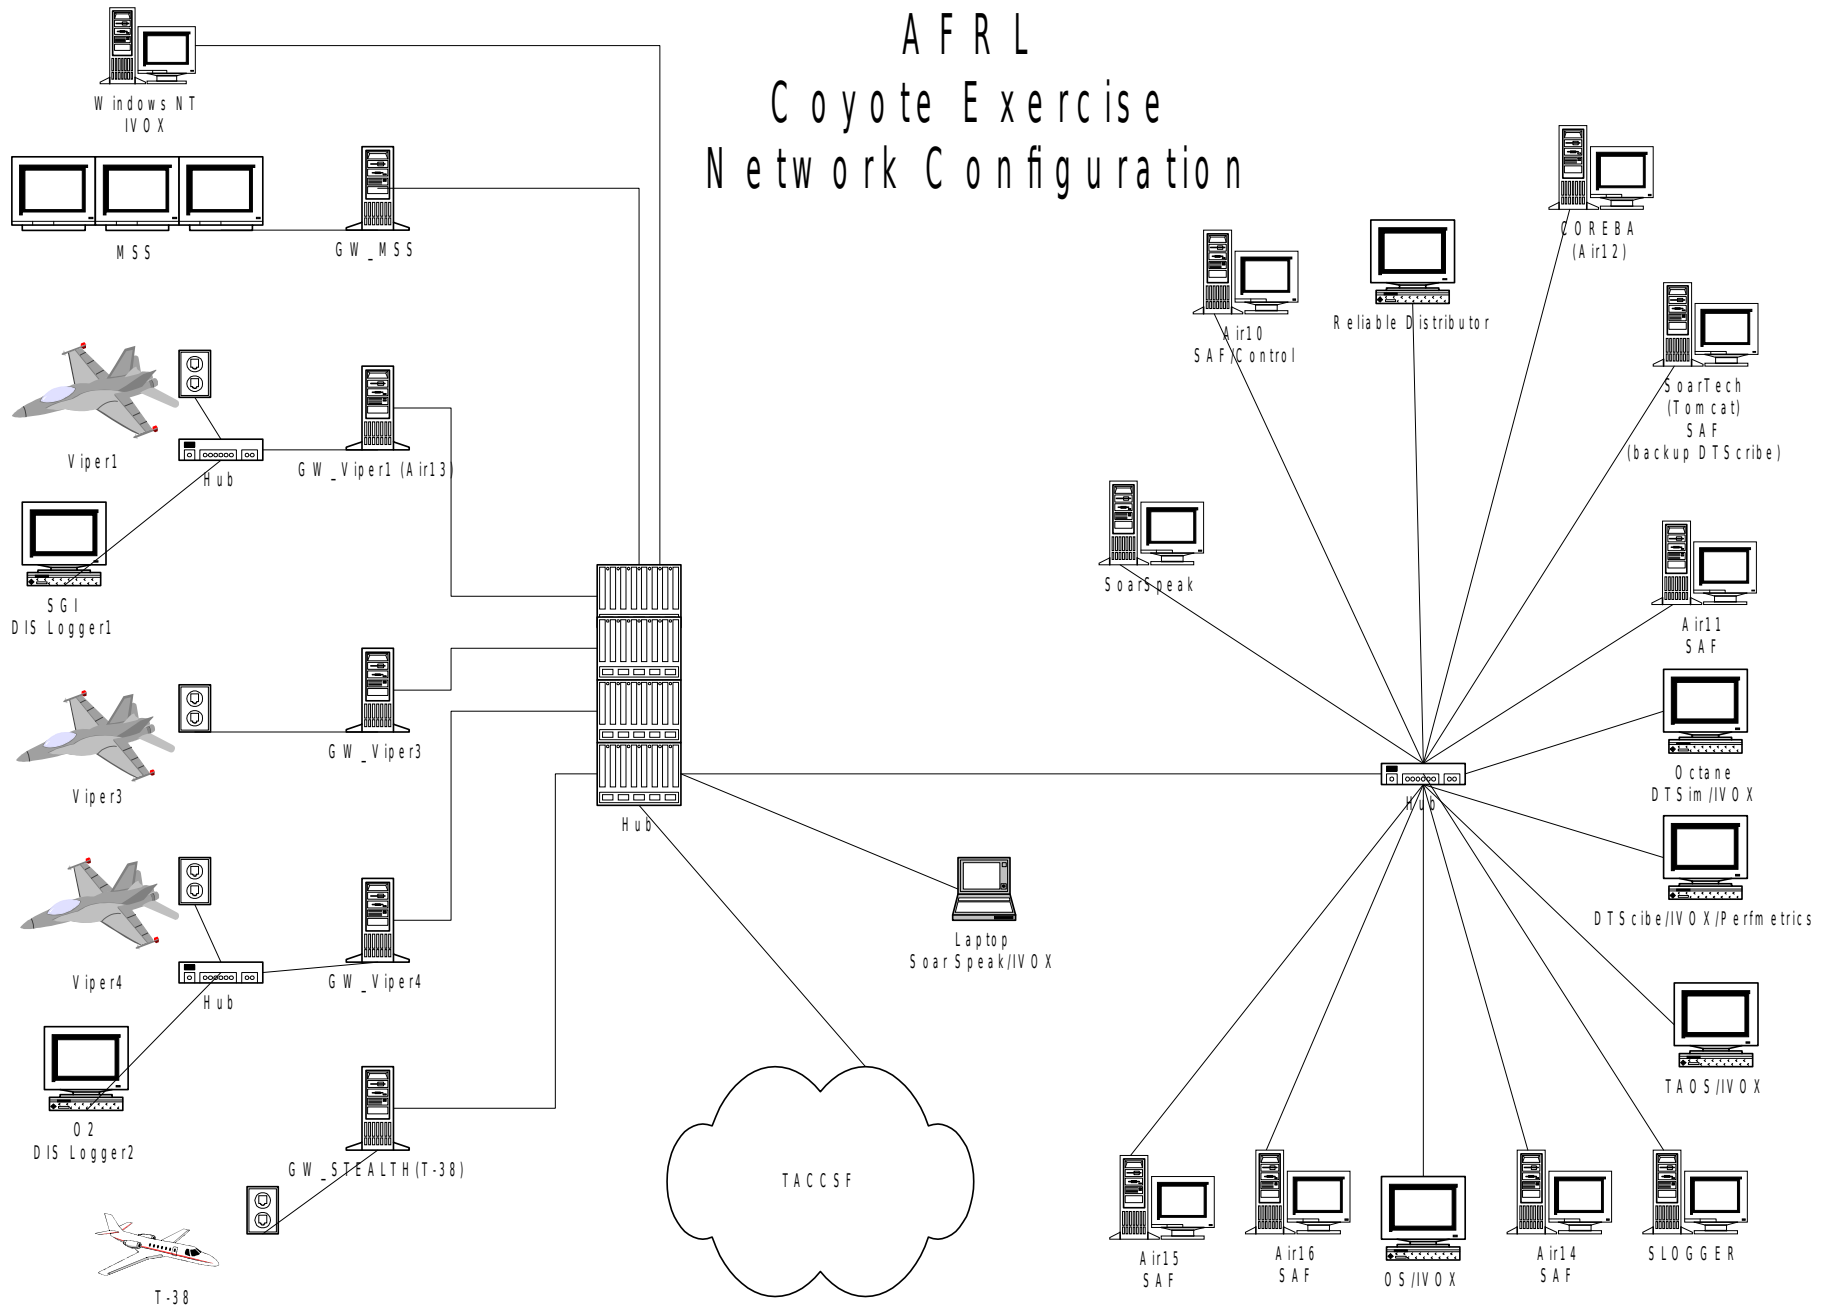 AFRL
Coyote Exercise
Network Configuration
Windows NT
IVOX
MSS
GW_MSS
Viper1
Hub
GW_Viper1 (Air13)
SGI
DIS Logger1
Viper3
GW_Viper3
Viper4
Hub
GW_Viper4
O2
DIS Logger2
GW_STEALTH(T-38)
T-38
Hub
Laptop
Soar Speak/IVOX
TACCSF
COREBA
(Air12)
Air10
SAF/Control
Reliable Distributor
SoarTech
(Tomcat)
SAF
(backup DTScribe)
SoarSpeak
Air11
SAF
Octane
DTSim/IVOX
Hub
DTScibe/IVOX/Perfmetrics
TAOS/IVOX
Air15
SAF
Air16
SAF
OS/IVOX
Air14
SAF
SLOGGER